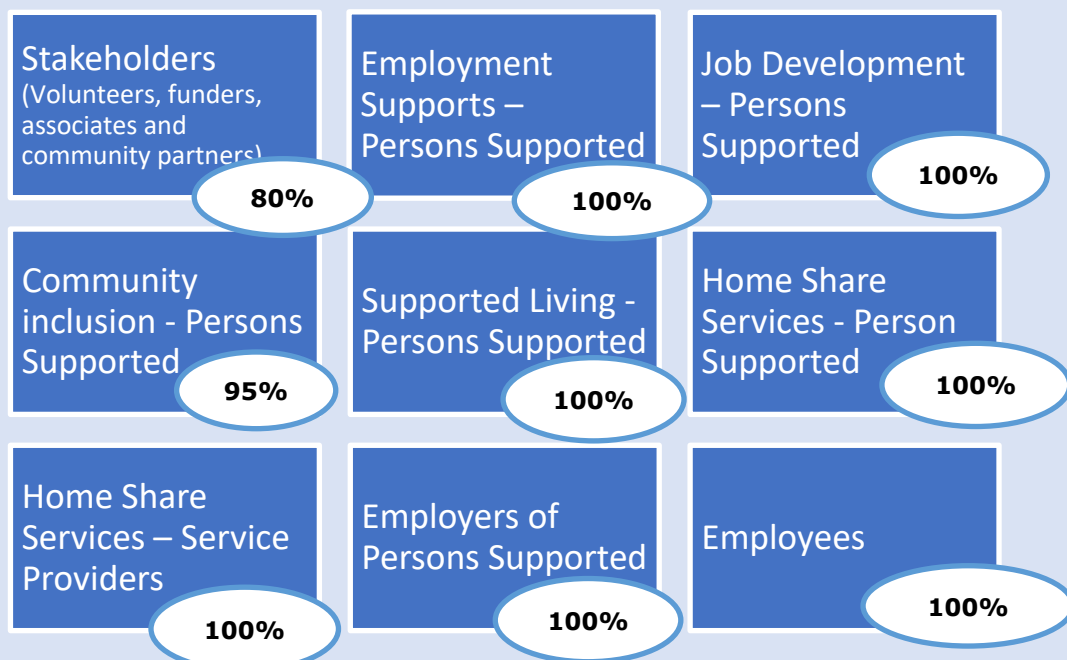 Stakeholders
(Volunteers, funders,
associates and
community partners)
80%
Employment
Supports –
Persons Supported
100%
Job Development
– Persons
Supported
100%
Community
inclusion - Persons
Supported
95%
Supported Living -
Persons Supported
100%
Home Share
Services - Person
Supported
100%
Home Share
Services – Service
Providers
100%
Employers of
Persons Supported
100%
Employees
100%